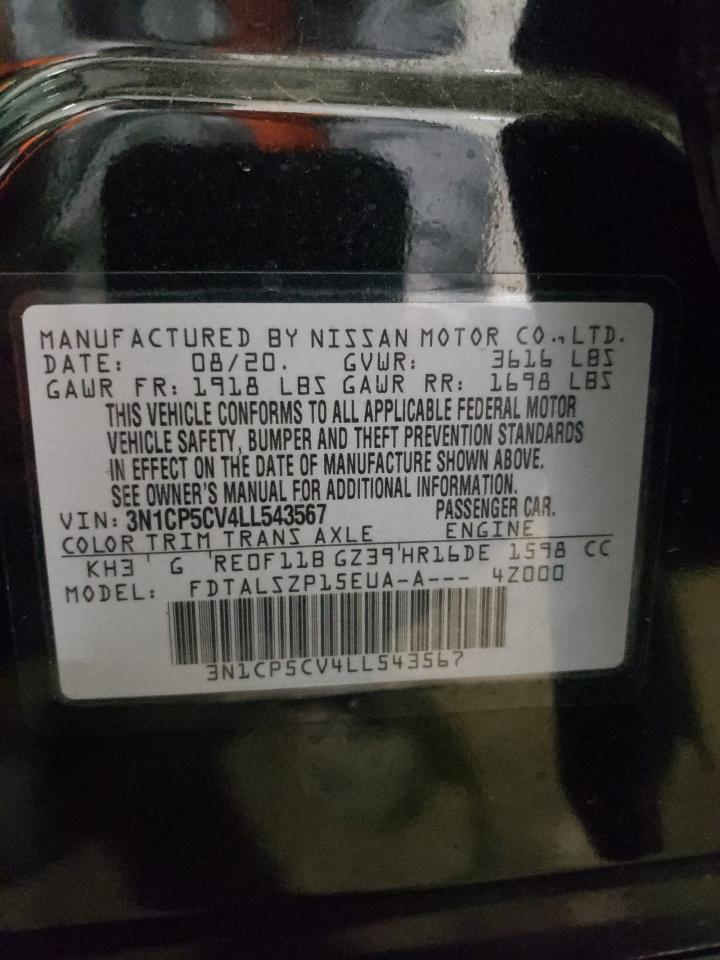 MANUFACTURED BY NISSAN MOTOR CO.,LTD.
DATE: 08/20. GVWR: 3616 LBS
GAWR FR: 1918 LBS GAWR RR: 1698 LBS
THIS VEHICLE CONFORMS TO ALL APPLICABLE FEDERAL MOTOR
VEHICLE SAFETY, BUMPER AND THEFT PREVENTION STANDARDS
IN EFFECT ON THE DATE OF MANUFACTURE SHOWN ABOVE.
SEE OWNER'S MANUAL FOR ADDITIONAL INFORMATION.
VIN: 3N1CP5CV4LL543567 PASSENGER CAR.
COLOR TRIM TRANS AXLE ENGINE
KH3 ' G 'RE0F11B GZ39'HR16DE 1598 CC
MODEL: FDTALSZP15EUA-A--- 4Z000
3N1CP5CV4LL543567